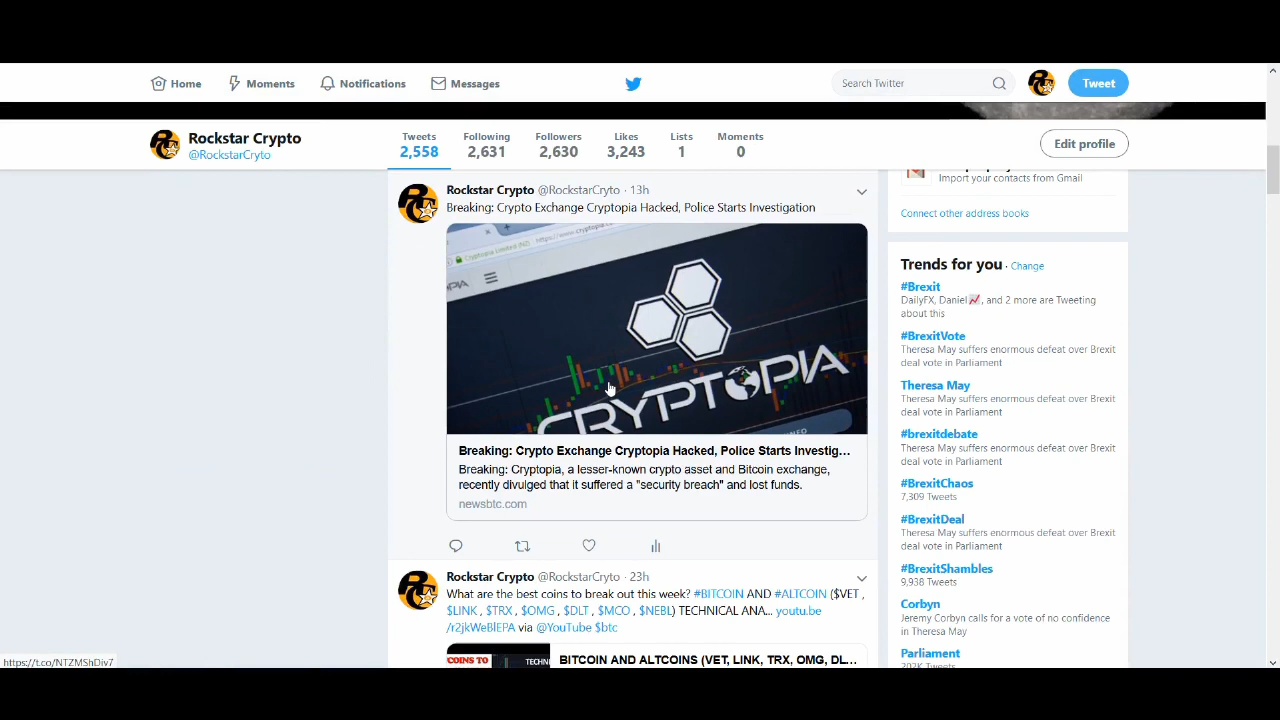 Home
Moments
Notifications
Messages
Search Twitter
Tweet
Rockstar Crypto
@RockstarCryto
Tweets
2,558
Following
2,631
Followers
2,630
Likes
3,243
Lists
1
Moments
0
Edit profile
Rockstar Crypto @RockstarCryto · 13h
Breaking: Crypto Exchange Cryptopia Hacked, Police Starts Investigation
CRYPTOPIA
Breaking: Crypto Exchange Cryptopia Hacked, Police Starts Investig...
Breaking: Cryptopia, a lesser-known crypto asset and Bitcoin exchange,
recently divulged that it suffered a "security breach" and lost funds.
newsbtc.com
Rockstar Crypto @RockstarCryto · 23h
What are the best coins to break out this week? #BITCOIN AND #ALTCOIN ($VET ,
$LINK , $TRX , $OMG , $DLT , $MCO , $NEBL) TECHNICAL ANA... youtu.be
/r2jkWeBlEPA via @YouTube $btc
COINS TO
TECHN
BITCOIN AND ALTCOINS (VET, LINK, TRX, OMG, DL...
Import your contacts from Gmail
Connect other address books
Trends for you · Change
#Brexit
DailyFX, Daniel📈, and 2 more are Tweeting
about this
#BrexitVote
Theresa May suffers enormous defeat over Brexit
deal vote in Parliament
Theresa May
Theresa May suffers enormous defeat over Brexit
deal vote in Parliament
#brexitdebate
Theresa May suffers enormous defeat over Brexit
deal vote in Parliament
#BrexitChaos
7,309 Tweets
#BrexitDeal
Theresa May suffers enormous defeat over Brexit
deal vote in Parliament
#BrexitShambles
9,938 Tweets
Corbyn
Jeremy Corbyn calls for a vote of no confidence
in Theresa May
Parliament
202K Tweets
https://t.co/NTZMShDiv7